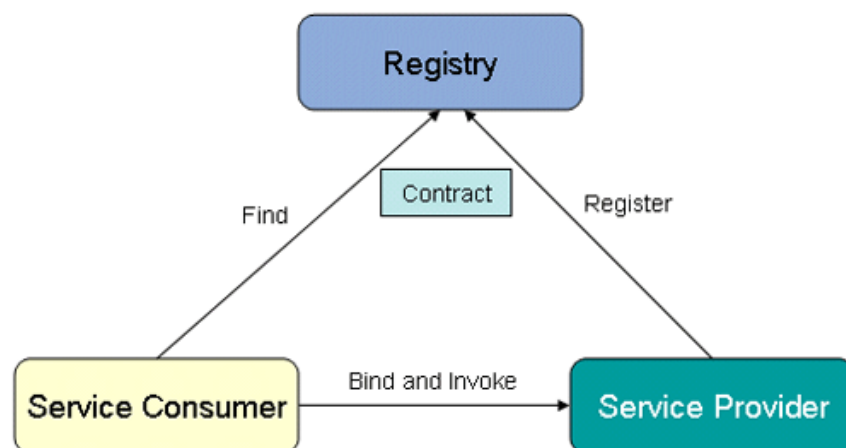 Registry
Contract
Find
Register
Bind and Invoke
Service Consumer
Service Provider